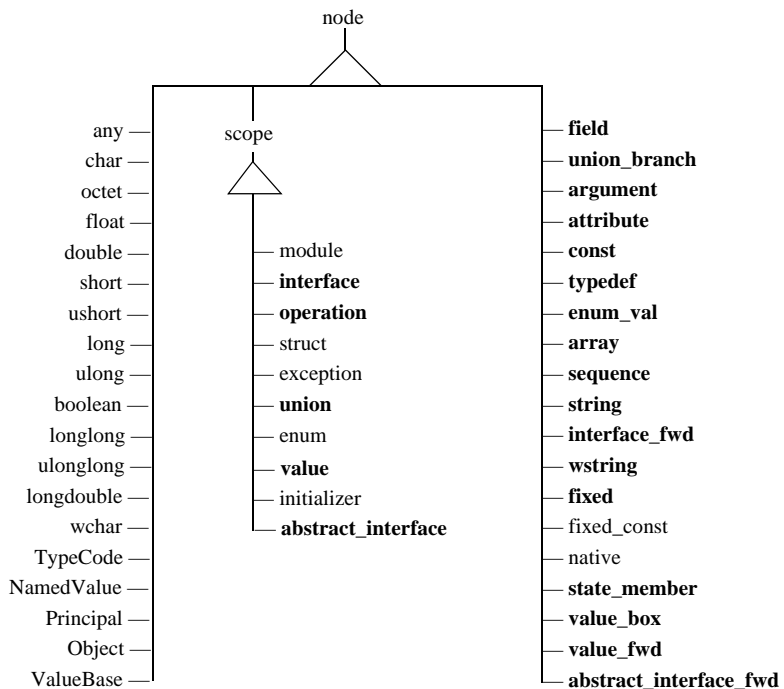 node
any
char
octet
float
double
short
ushort
long
ulong
boolean
longlong
ulonglong
longdouble
wchar
TypeCode
NamedValue
Principal
Object
ValueBase
scope
module
interface
operation
struct
exception
union
enum
value
initializer
abstract_interface
field
union_branch
argument
attribute
const
typedef
enum_val
array
sequence
string
interface_fwd
wstring
fixed
fixed_const
native
state_member
value_box
value_fwd
abstract_interface_fwd